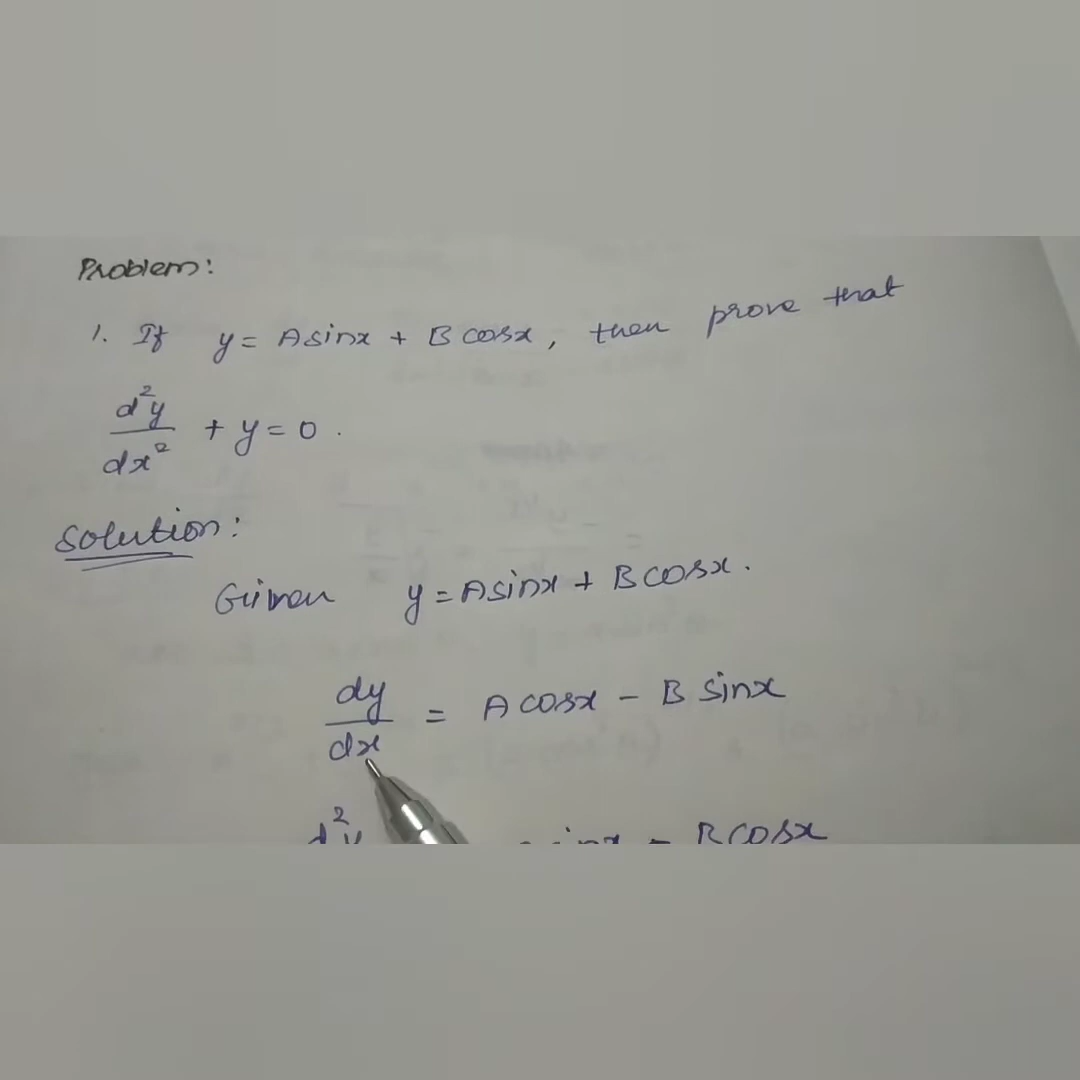 Problem:
1. If y = A sinx + B cosx, then prove that
d²y/dx² + y = 0.
Solution:
Given y = A sinx + B cosx.
dy/dx = A cosx - B sinx
d²y - B cosx